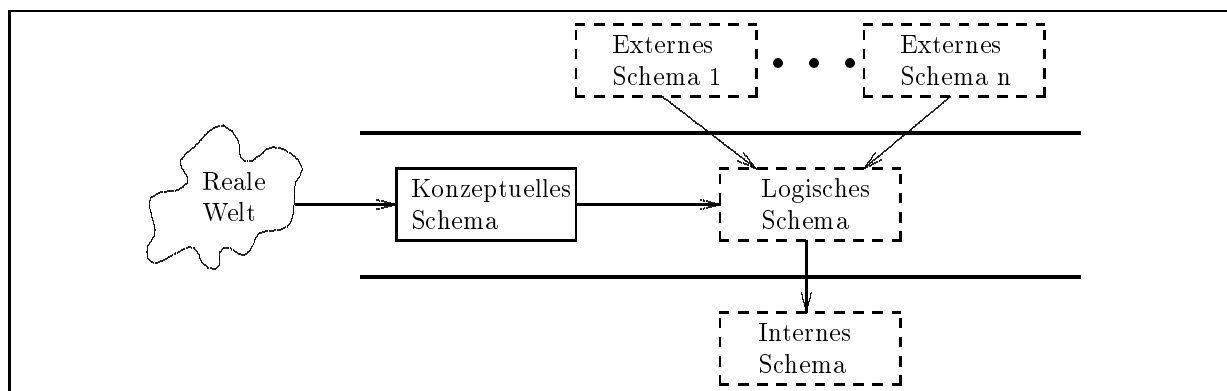 Externes
Schema 1
Externes
Schema n
Reale
Welt
Konzeptuelles
Schema
Logisches
Schema
Internes
Schema